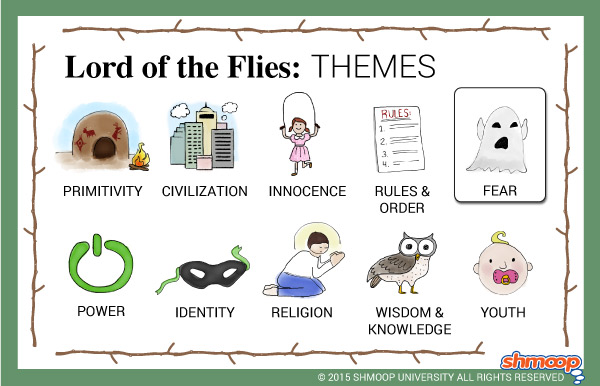 Lord of the Flies: THEMES
RULES:
1.
2.
3.
4.
PRIMITIVITY
CIVILIZATION
INNOCENCE
RULES &
ORDER
FEAR
POWER
IDENTITY
RELIGION
WISDOM &
KNOWLEDGE
YOUTH
shmoop
© 2015 SHMOOP UNIVERSITY ALL RIGHTS RESERVED